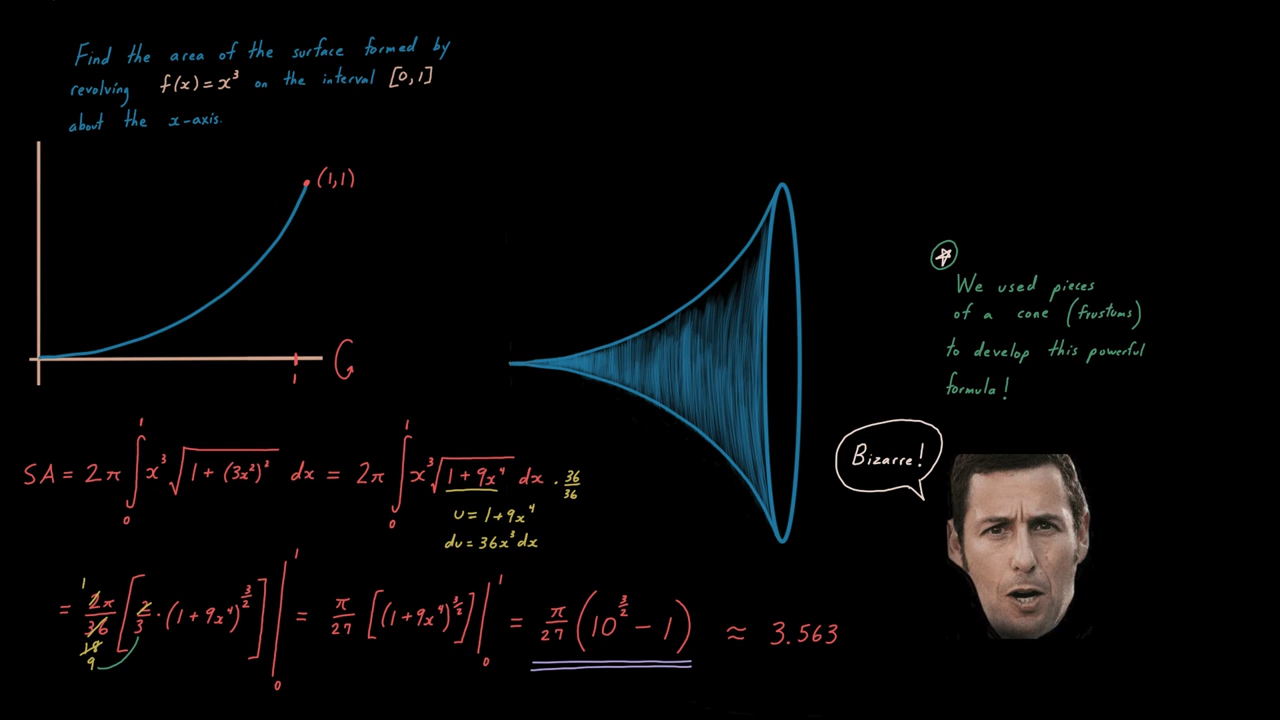 Find the area of the surface formed by
revolving f(x) = x³ on the interval [0,1]
about the x-axis.
(1,1)
1
We used pieces
of a cone (frustums)
to develop this powerful
formula!
Bizarre!
SA = 2π ∫₀¹ x³ √(1 + (3x²)²) dx = 2π ∫₀¹ x³ √(1 + 9x⁴) dx · 36/36
u = 1 + 9x⁴
du = 36x³ dx
= 2π/36 [2/3 · (1 + 9x⁴)^(3/2)] |₀¹ = π/27 [(1 + 9x⁴)^(3/2)] |₀¹ = π/27 (10^(3/2) − 1) ≈ 3.563
1
18
9